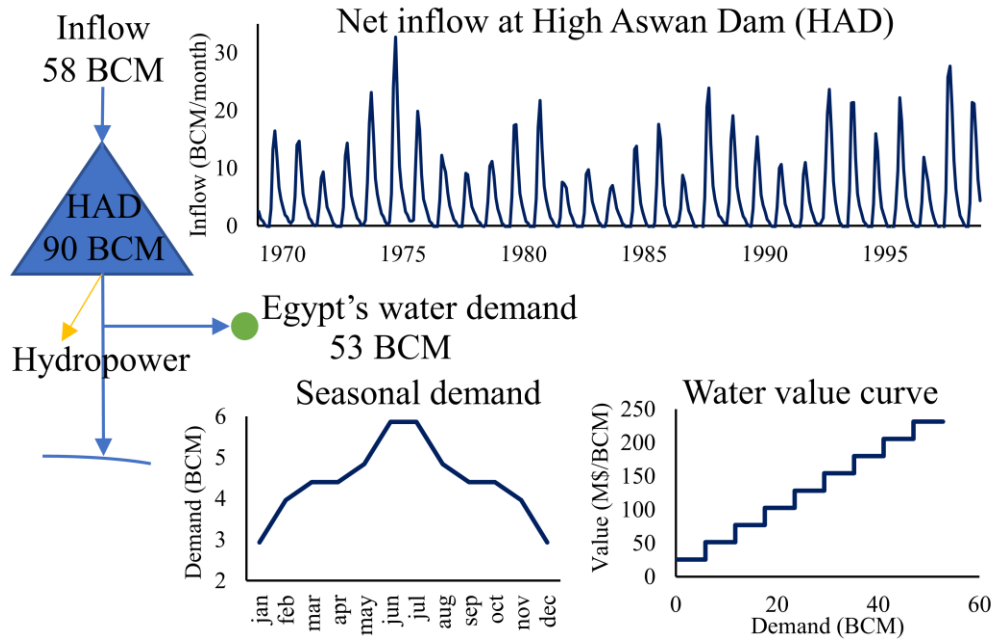 Inflow
58 BCM
HAD
90 BCM
Hydropower
Net inflow at High Aswan Dam (HAD)
Inflow (BCM/month)
30
20
10
0
1970 1975 1980 1985 1990 1995
Egypt's water demand
53 BCM
Seasonal demand
Demand (BCM)
6
5
4
3
2
jan feb mar apr may jun jul aug sep oct nov dec
Water value curve
Value (M$/BCM)
250
200
150
100
50
0
0 20 40 60
Demand (BCM)